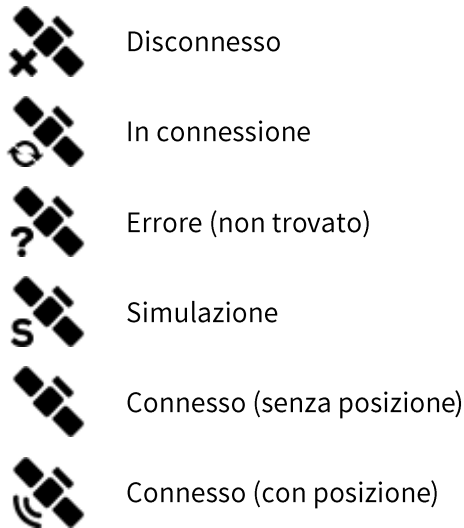 Disconnesso
In connessione
? Errore (non trovato)
S Simulazione
Connesso (senza posizione)
Connesso (con posizione)